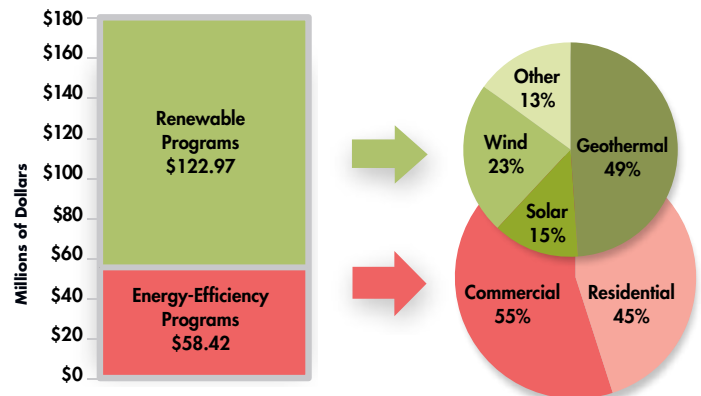 $180
$160
$140
$120
$100
$80
$60
$40
$20
$0
Millions of Dollars
Renewable
Programs
$122.97
Energy-Efficiency
Programs
$58.42
Other
13%
Wind
23%
Geothermal
49%
Solar
15%
Commercial
55%
Residential
45%